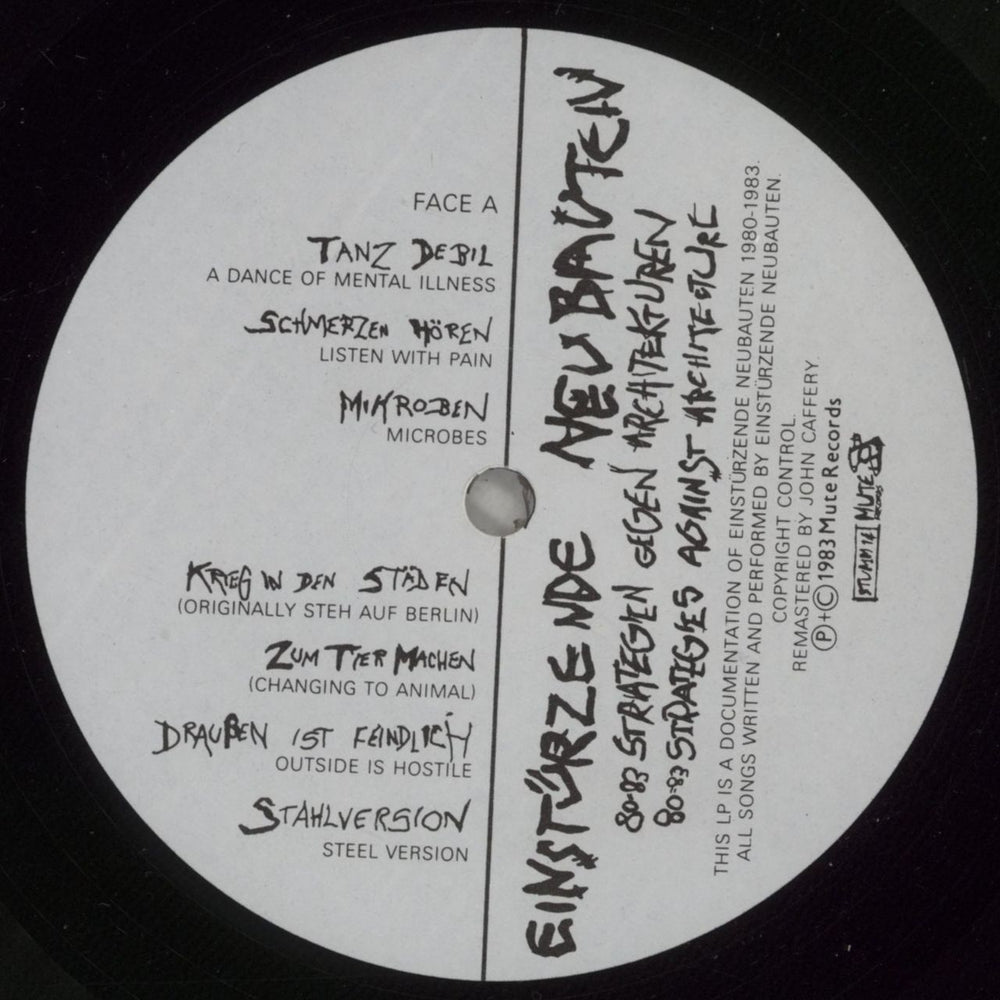 FACE A
TANZ DEBIL
A DANCE OF MENTAL ILLNESS
SCHMERZEN HÖREN
LISTEN WITH PAIN
MIKROBEN
MICROBES
KRIEG IN DEN STÄDEN
(ORIGINALLY STEH AUF BERLIN)
ZUM TIER MACHEN
(CHANGING TO ANIMAL)
DRAUßEN IST FEINDLICH
OUTSIDE IS HOSTILE
STAHLVERSION
STEEL VERSION
EINSTÜRZENDE NEUBAUTEN
80-83 STRATEGIEN GEGEN ARCHITEKTUREN
80-83 STRATEGIES AGAINST ARCHITECTURE
THIS LP IS A DOCUMENTATION OF EINSTÜRZENDE NEUBAUTEN 1980-1983.
ALL SONGS WRITTEN AND PERFORMED BY EINSTÜRZENDE NEUBAUTEN.
COPYRIGHT CONTROL.
REMASTERED BY JOHN CAFFERY.
Ⓟ+Ⓒ1983 Mute Records
STUMM 14 MUTE RECORDS